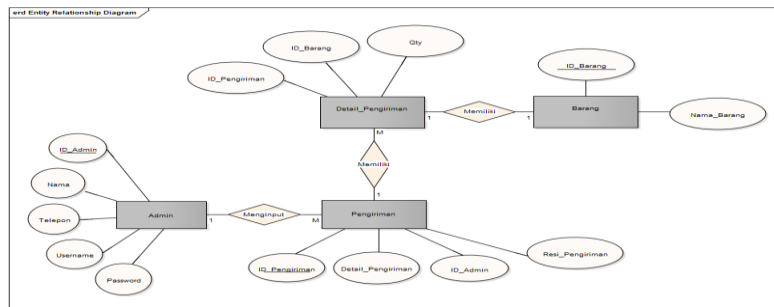 erd Entity Relationship Diagram
Qty
ID_Barang
ID_Pengiriman
ID_Barang
Detail_Pengiriman
1
Memiliki
1
Barang
Nama_Barang
M
Memiliki
1
ID_Admin
Nama
Telepon
Username
Password
Admin
1
Menginput
M
Pengiriman
ID_Pengiriman
Detail_Pengiriman
ID_Admin
Resi_Pengiriman